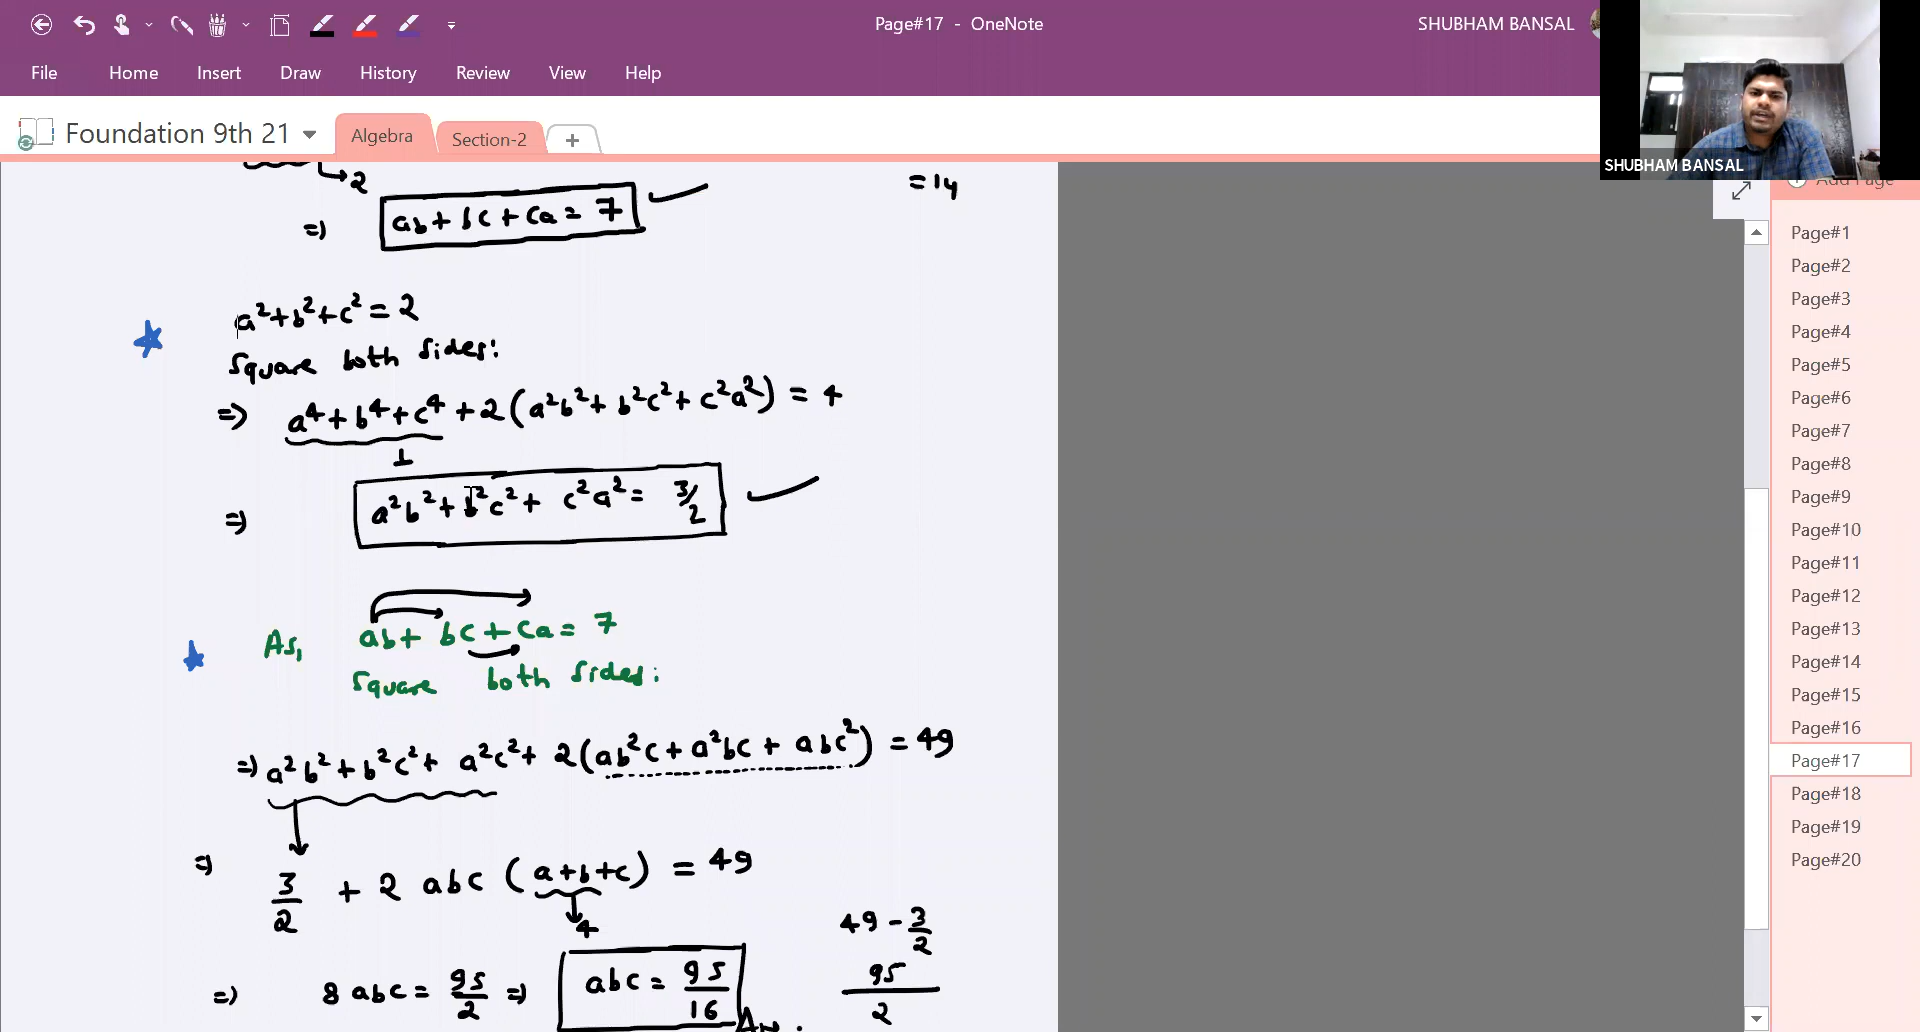 Page#17 - OneNote
SHUBHAM BANSAL
File Home Insert Draw History Review View Help
SHUBHAM BANSAL
Foundation 9th 21
Algebra
Section-2
+
Add Page
→2
= 14
=) ab + bc + ca = 7
a² + b² + c² = 2
Square both sides:
=) a⁴ + b⁴ + c⁴ + 2(a²b² + b²c² + c²a²) = 4
1
=) a²b² + b²c² + c²a² = 3/2
As, ab + bc + ca = 7
Square both sides:
=) a²b² + b²c² + a²c² + 2(ab²c + a²bc + abc²) = 49
=) 3/2 + 2 abc (a+b+c) = 49
4
49 - 3/2
=) 8 abc = 95/2 =) abc = 95/16
95/2
Page#1
Page#2
Page#3
Page#4
Page#5
Page#6
Page#7
Page#8
Page#9
Page#10
Page#11
Page#12
Page#13
Page#14
Page#15
Page#16
Page#17
Page#18
Page#19
Page#20